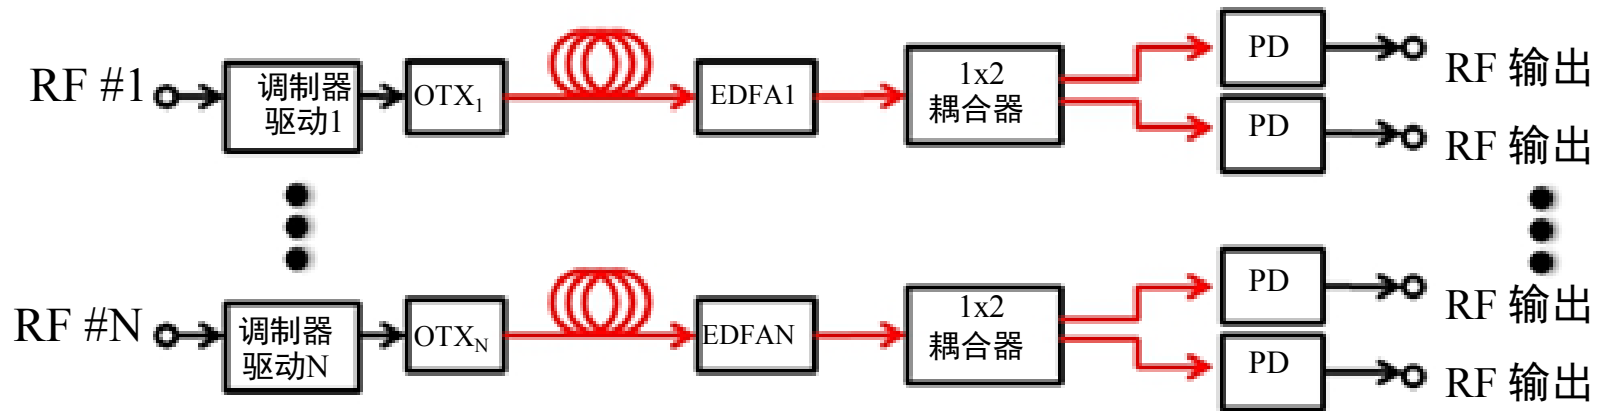 RF #1
调制器
驱动1
OTX₁
EDFA1
1x2
耦合器
PD
RF 输出
PD
RF 输出
RF #N
调制器
驱动N
OTX_N
EDFAN
1x2
耦合器
PD
RF 输出
PD
RF 输出